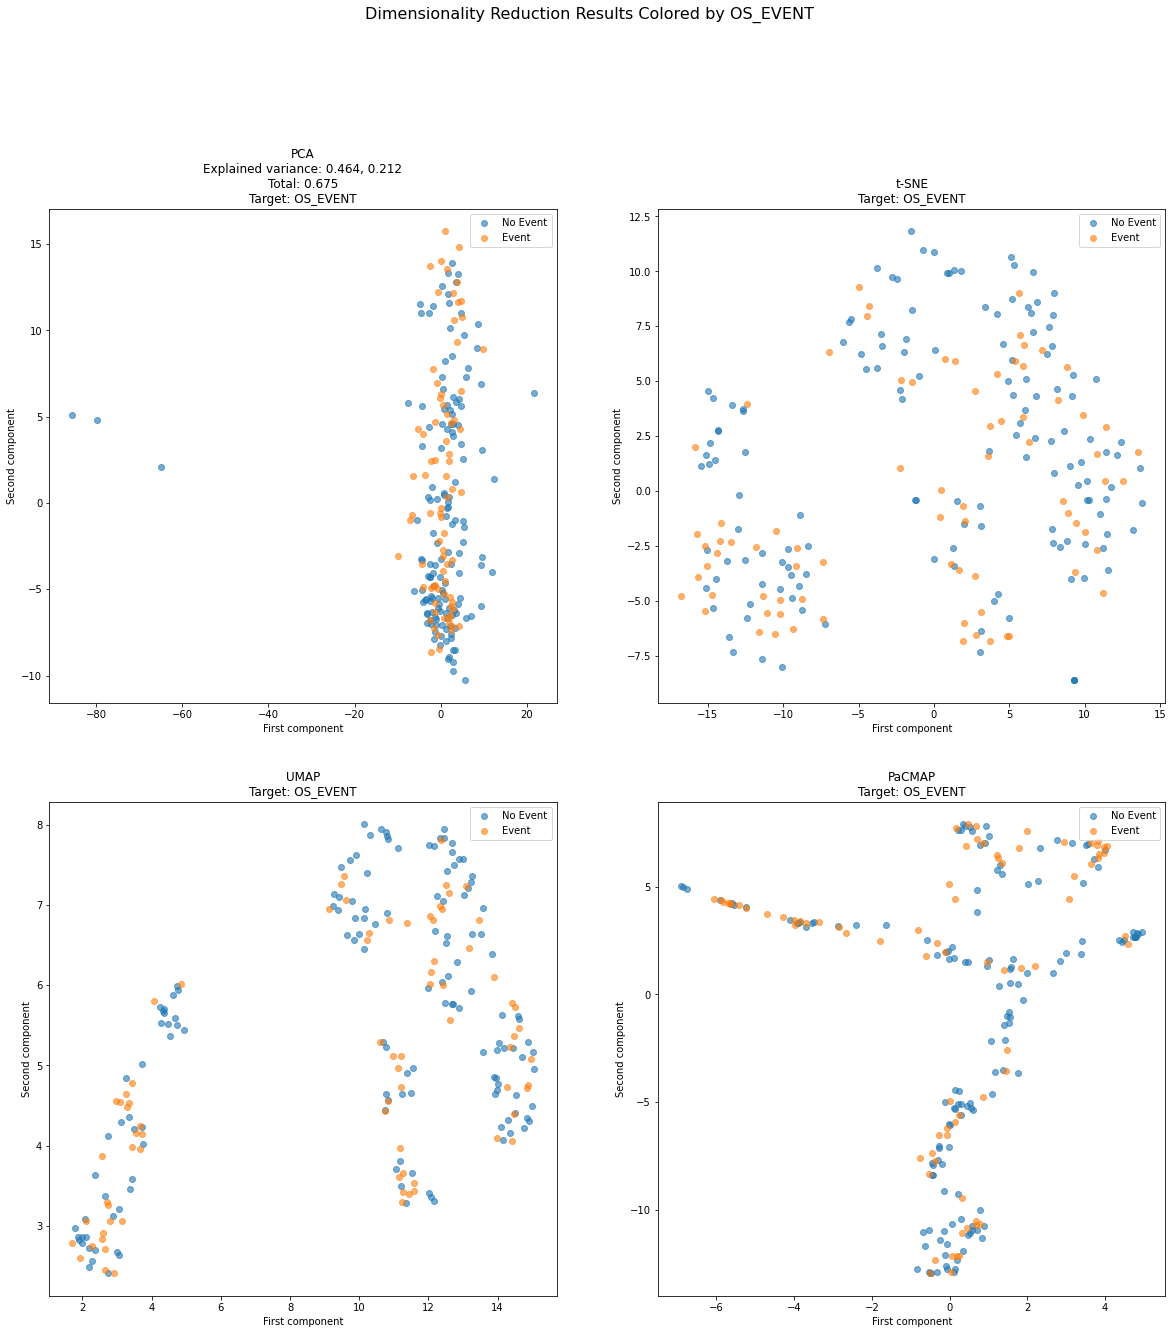 Dimensionality Reduction Results Colored by OS_EVENT
PCA
Explained variance: 0.464, 0.212
Total: 0.675
Target: OS_EVENT
No Event
Event
15
10
5
0
−5
−10
Second component
−80
−60
−40
−20
0
20
First component
t-SNE
Target: OS_EVENT
No Event
Event
12.5
10.0
7.5
5.0
2.5
0.0
−2.5
−5.0
−7.5
Second component
−15
−10
−5
0
5
10
15
First component
UMAP
Target: OS_EVENT
No Event
Event
8
7
6
5
4
3
Second component
2
4
6
8
10
12
14
First component
PaCMAP
Target: OS_EVENT
No Event
Event
5
0
−5
−10
Second component
−6
−4
−2
0
2
4
First component